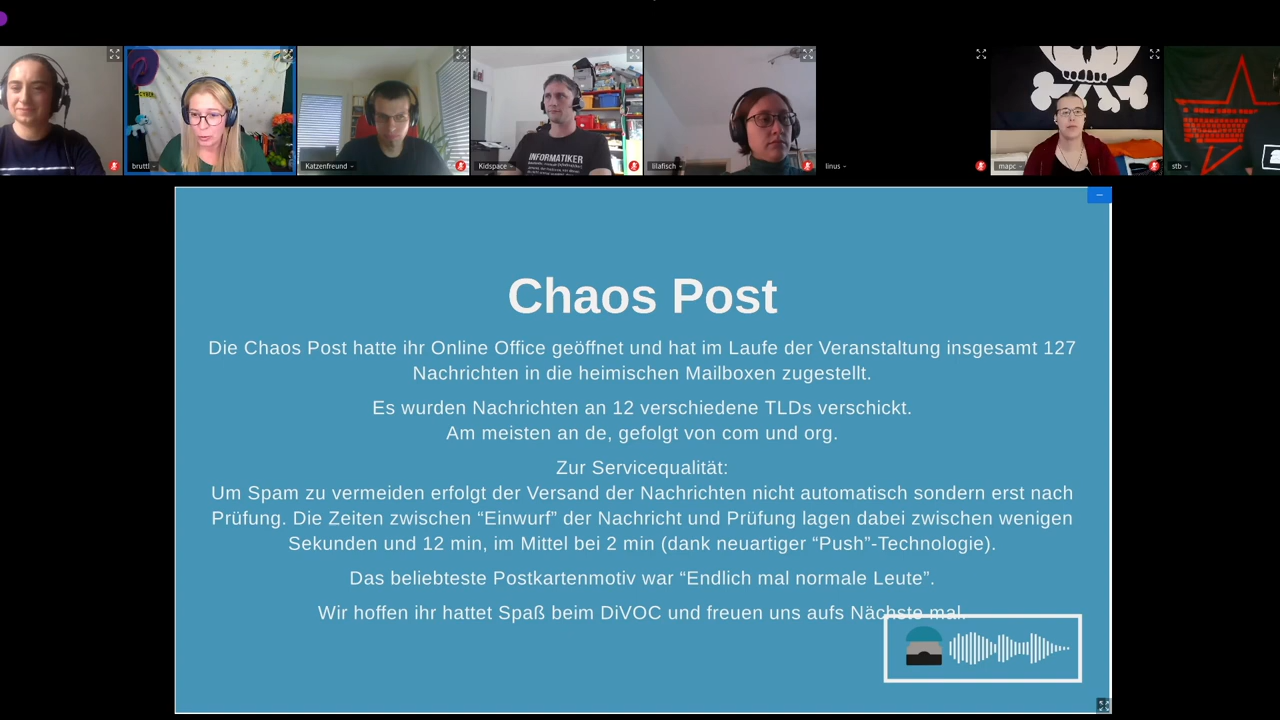 CYBER
bruttl
Katzenfreund
INFORMATIKER
Kidspace
lilafisch
linus
mapc
stb
Chaos Post
Die Chaos Post hatte ihr Online Office geöffnet und hat im Laufe der Veranstaltung insgesamt 127
Nachrichten in die heimischen Mailboxen zugestellt.
Es wurden Nachrichten an 12 verschiedene TLDs verschickt.
Am meisten an de, gefolgt von com und org.
Zur Servicequalität:
Um Spam zu vermeiden erfolgt der Versand der Nachrichten nicht automatisch sondern erst nach
Prüfung. Die Zeiten zwischen “Einwurf” der Nachricht und Prüfung lagen dabei zwischen wenigen
Sekunden und 12 min, im Mittel bei 2 min (dank neuartiger “Push”-Technologie).
Das beliebteste Postkartenmotiv war “Endlich mal normale Leute”.
Wir hoffen ihr hattet Spaß beim DiVOC und freuen uns aufs Nächste mal.